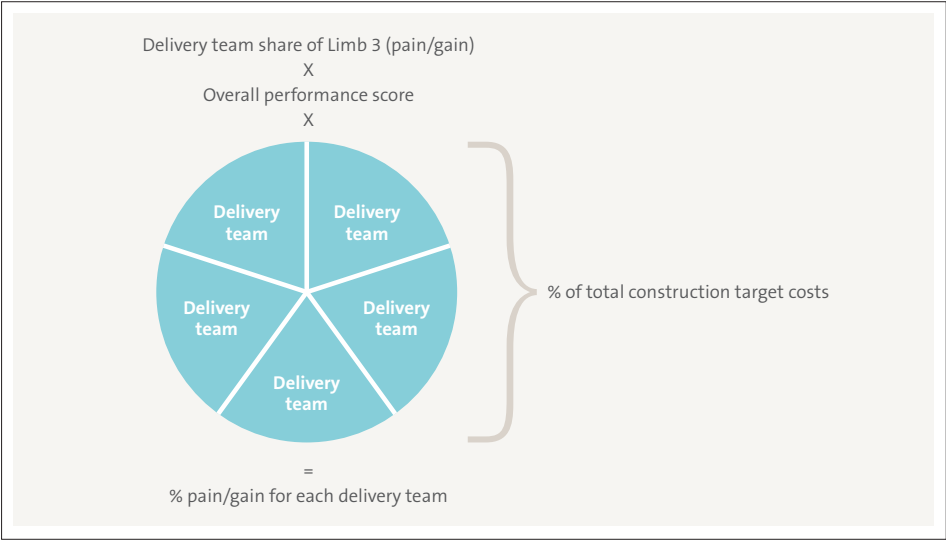 Delivery team share of Limb 3 (pain/gain)
X
Overall performance score
X
Delivery
team
Delivery
team
Delivery
team
Delivery
team
Delivery
team
% of total construction target costs
=
% pain/gain for each delivery team